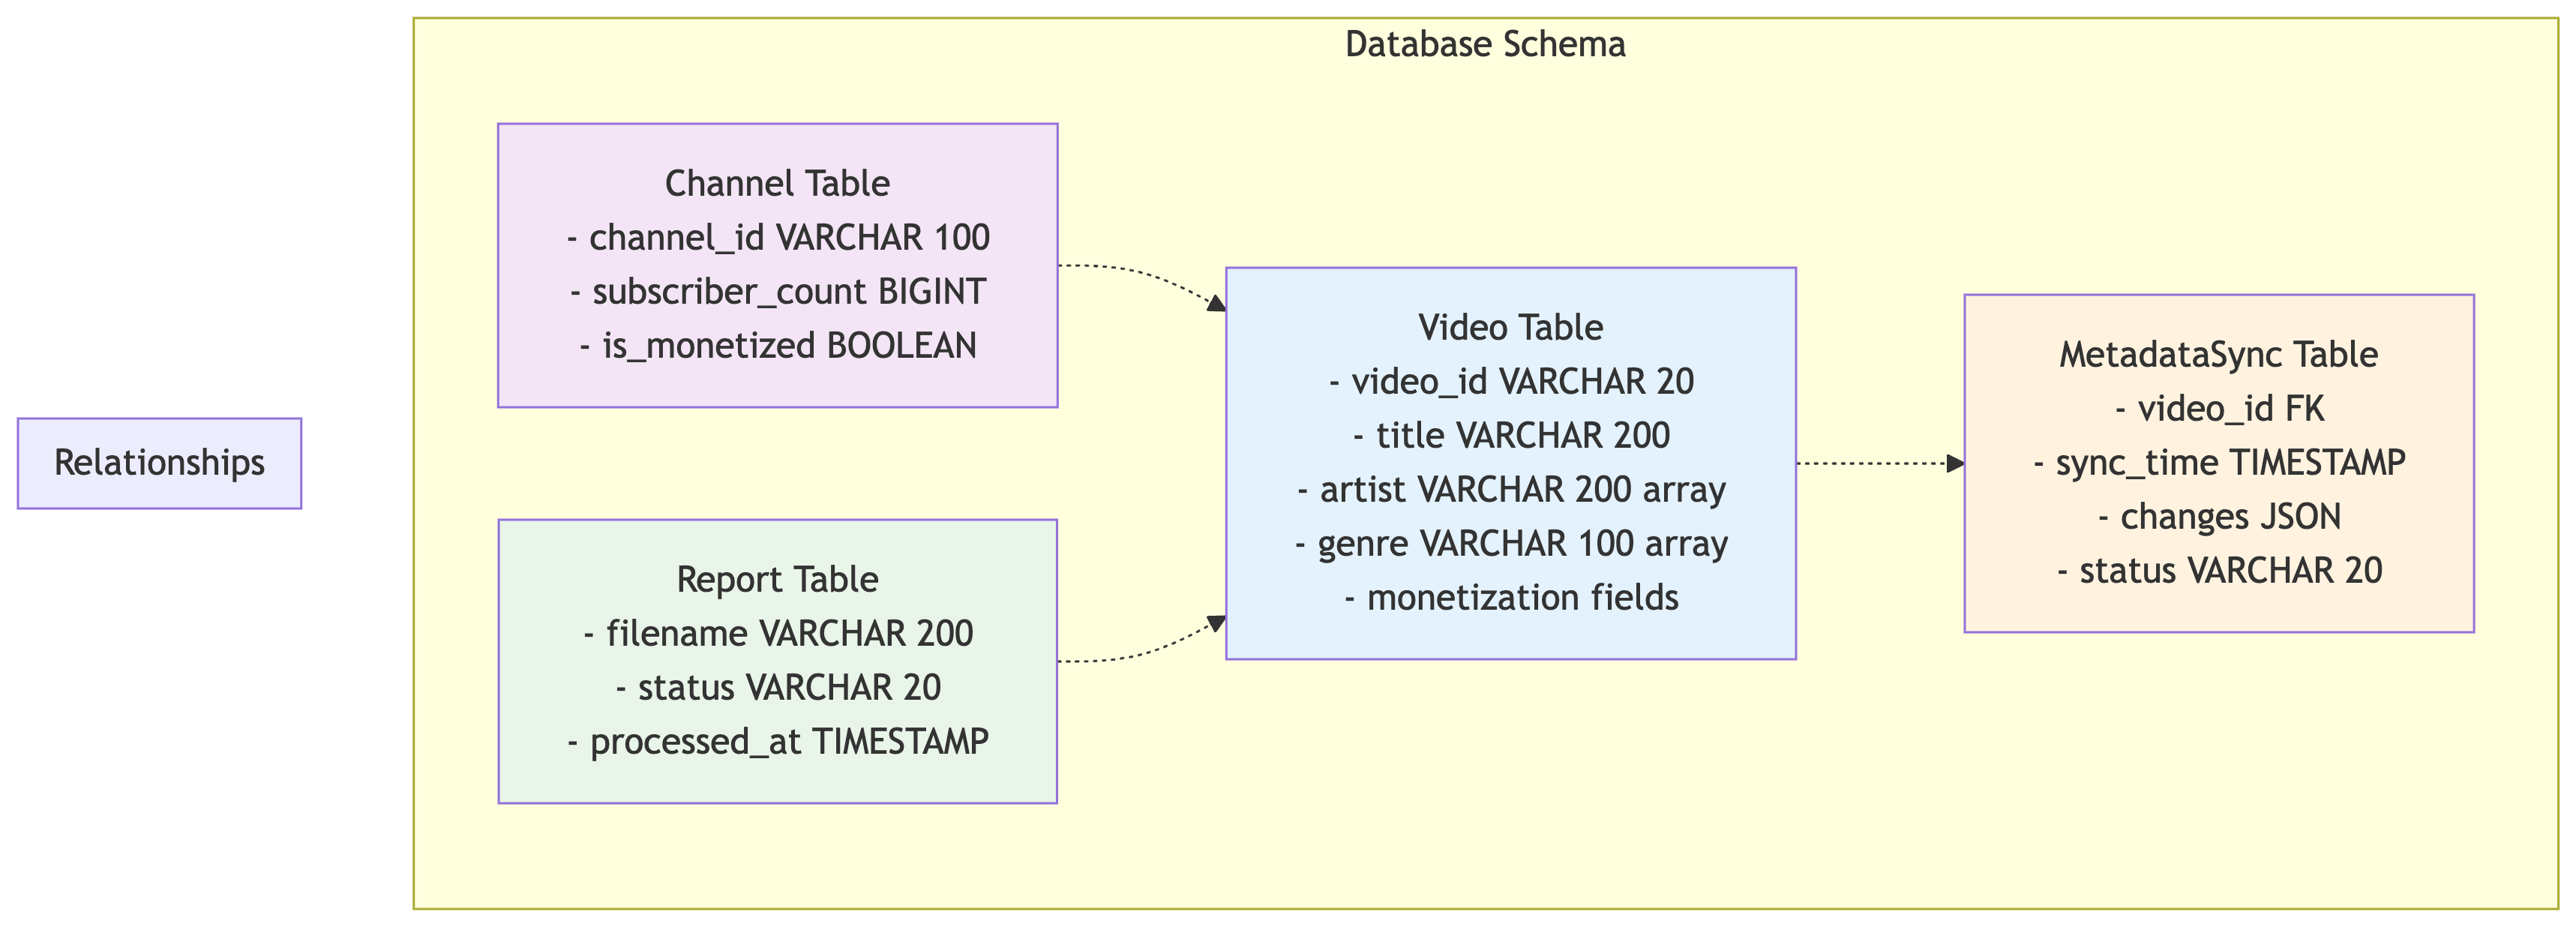 Database Schema
Relationships
Channel Table
- channel_id VARCHAR 100
- subscriber_count BIGINT
- is_monetized BOOLEAN
Report Table
- filename VARCHAR 200
- status VARCHAR 20
- processed_at TIMESTAMP
Video Table
- video_id VARCHAR 20
- title VARCHAR 200
- artist VARCHAR 200 array
- genre VARCHAR 100 array
- monetization fields
MetadataSync Table
- video_id FK
- sync_time TIMESTAMP
- changes JSON
- status VARCHAR 20